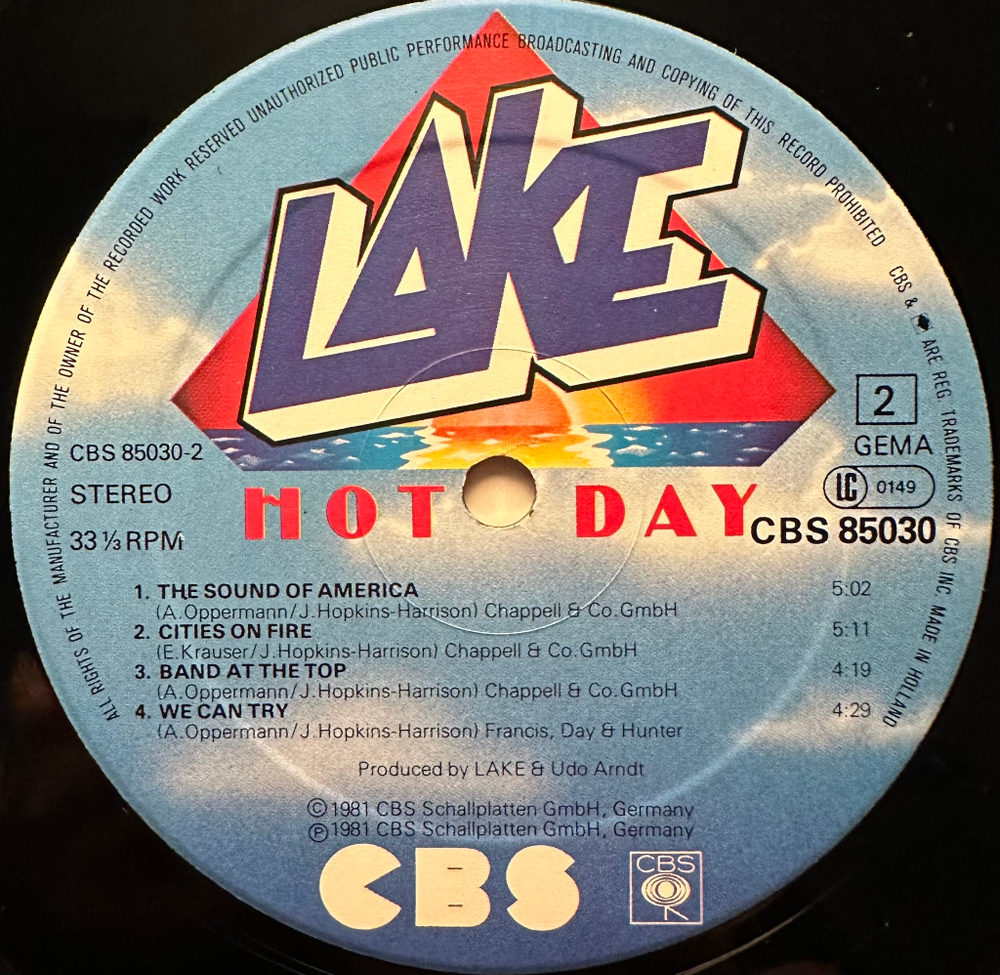 ALL RIGHTS OF THE MANUFACTURER AND OF THE OWNER OF THE RECORDED WORK RESERVED UNAUTHORIZED PUBLIC PERFORMANCE BROADCASTING AND COPYING OF THIS RECORD PROHIBITED
CBS & ARE REG. TRADEMARKS OF CBS INC. MADE IN HOLLAND
LAKE
HOT DAY
CBS 85030-2
STEREO
33 ⅓ RPM
2
GEMA
LC 0149
CBS 85030
1. THE SOUND OF AMERICA 5:02
(A.Oppermann/J.Hopkins-Harrison) Chappell & Co.GmbH
2. CITIES ON FIRE 5:11
(E.Krauser/J.Hopkins-Harrison) Chappell & Co.GmbH
3. BAND AT THE TOP 4:19
(A.Oppermann/J.Hopkins-Harrison) Chappell & Co.GmbH
4. WE CAN TRY 4:29
(A.Oppermann/J.Hopkins-Harrison) Francis, Day & Hunter
Produced by LAKE & Udo Arndt
©1981 CBS Schallplatten GmbH, Germany
℗1981 CBS Schallplatten GmbH, Germany
CBS
CBS